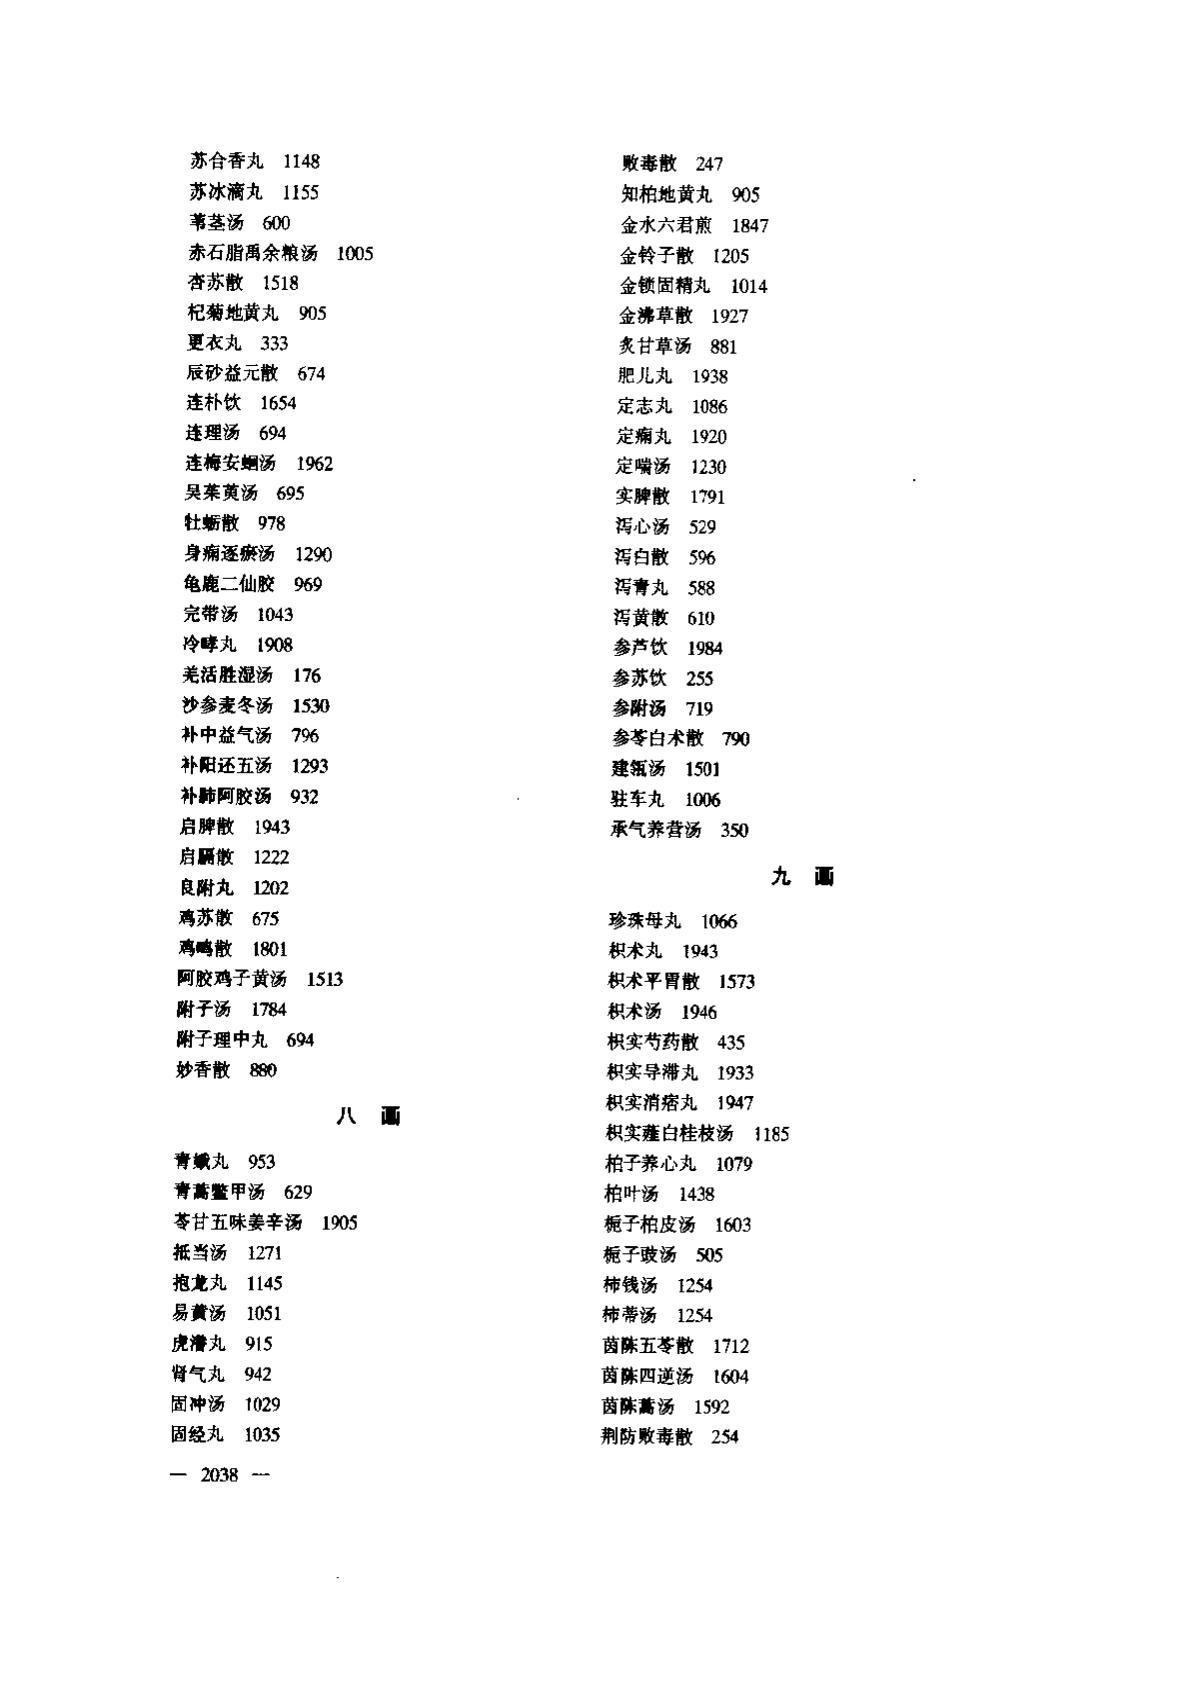 苏合香丸 1148
苏冰滴丸 1155
苇茎汤 600
赤石脂禹余粮汤 1005
杏苏散 1518
杞菊地黄丸 905
更衣丸 333
辰砂益元散 674
连朴饮 1654
连理汤 694
连梅安蛔汤 1962
吴茱萸汤 695
牡蛎散 978
身痛逐瘀汤 1290
龟鹿二仙胶 969
完带汤 1043
冷哮丸 1908
羌活胜湿汤 176
沙参麦冬汤 1530
补中益气汤 796
补阳还五汤 1293
补肺阿胶汤 932
启脾散 1943
启膈散 1222
良附丸 1202
鸡苏散 675
鸡鸣散 1801
阿胶鸡子黄汤 1513
附子汤 1784
附子理中丸 694
妙香散 880
八 画
青娥丸 953
青蒿鳖甲汤 629
苓甘五味姜辛汤 1905
抵当汤 1271
抱龙丸 1145
易黄汤 1051
虎潜丸 915
肾气丸 942
固冲汤 1029
固经丸 1035
败毒散 247
知柏地黄丸 905
金水六君煎 1847
金铃子散 1205
金锁固精丸 1014
金沸草散 1927
炙甘草汤 881
肥儿丸 1938
定志丸 1086
定痫丸 1920
定喘汤 1230
实脾散 1791
泻心汤 529
泻白散 596
泻青丸 588
泻黄散 610
参芦饮 1984
参苏饮 255
参附汤 719
参苓白术散 790
建瓴汤 1501
驻车丸 1006
承气养营汤 350
九 画
珍珠母丸 1066
枳术丸 1943
枳术平胃散 1573
枳术汤 1946
枳实芍药散 435
枳实导滞丸 1933
枳实消痞丸 1947
枳实薤白桂枝汤 1185
柏子养心丸 1079
柏叶汤 1438
栀子柏皮汤 1603
栀子豉汤 505
柿钱汤 1254
柿蒂汤 1254
茵陈五苓散 1712
茵陈四逆汤 1604
茵陈蒿汤 1592
荆防败毒散 254
— 2038 —